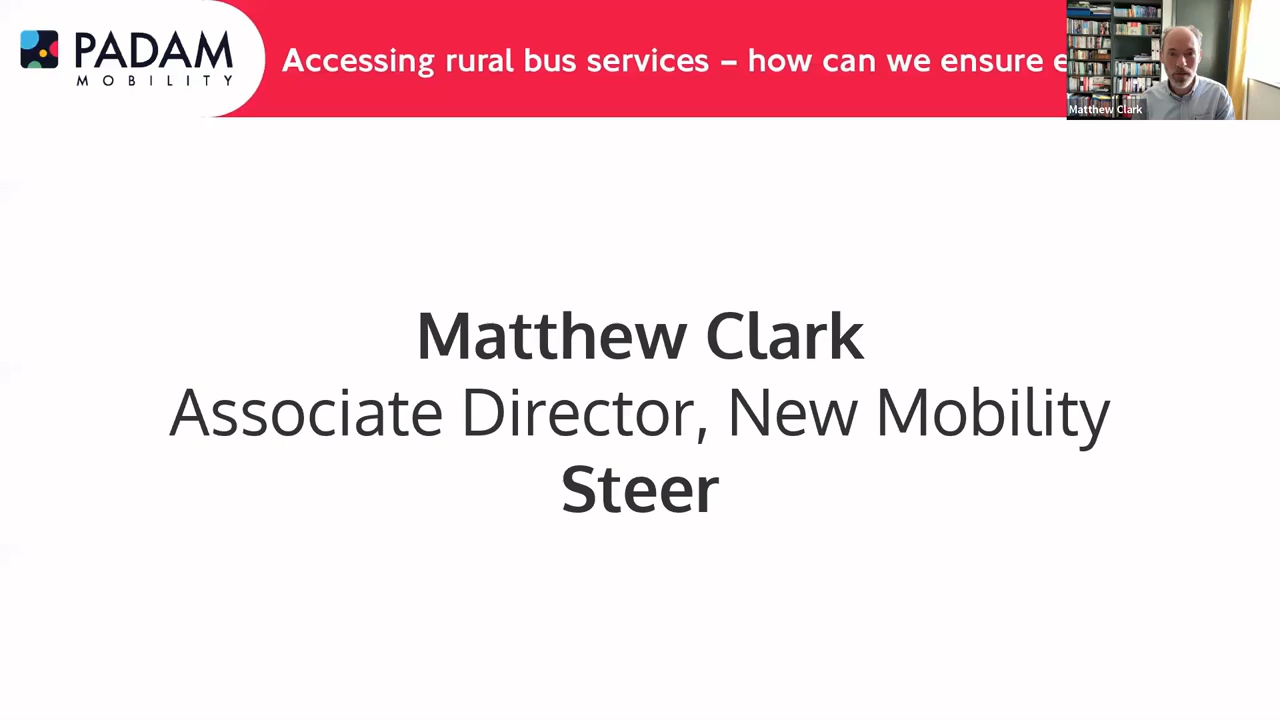 PADAM
MOBILITY
Accessing rural bus services – how can we ensure e
Matthew Clark
Matthew Clark
Associate Director, New Mobility
Steer